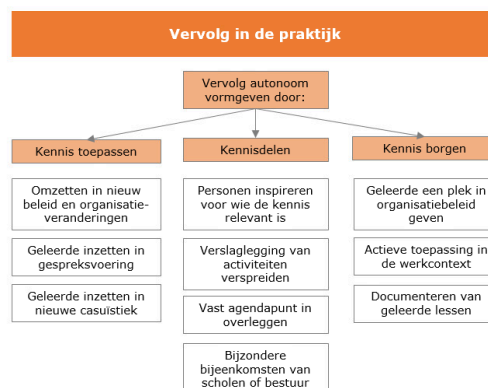 Vervolg in de praktijk
Vervolg autonoom
vormgeven door:
Kennis toepassen
Omzetten in nieuw
beleid en organisatie-
veranderingen
Geleerde inzetten in
gespreksvoering
Geleerde inzetten in
nieuwe casuïstiek
Kennisdelen
Personen inspireren
voor wie de kennis
relevant is
Verslaglegging van
activiteiten
verspreiden
Vast agendapunt in
overleggen
Bijzondere
bijeenkomsten van
scholen of bestuur
Kennis borgen
Geleerde een plek in
organisatiebeleid
geven
Actieve toepassing in
de werkcontext
Documenteren van
geleerde lessen